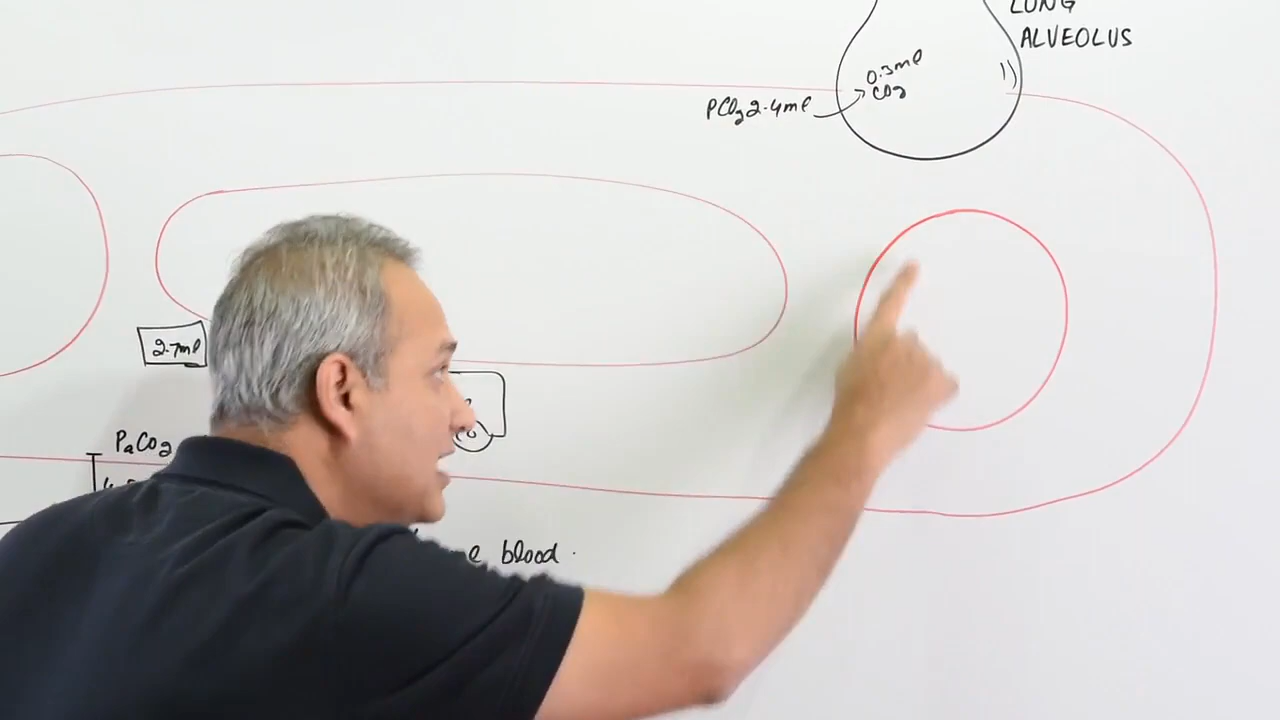 LUNG
ALVEOLUS
0.3ml
CO2
PCO2 2.4ml
2.7ml
PaCO2
blood.